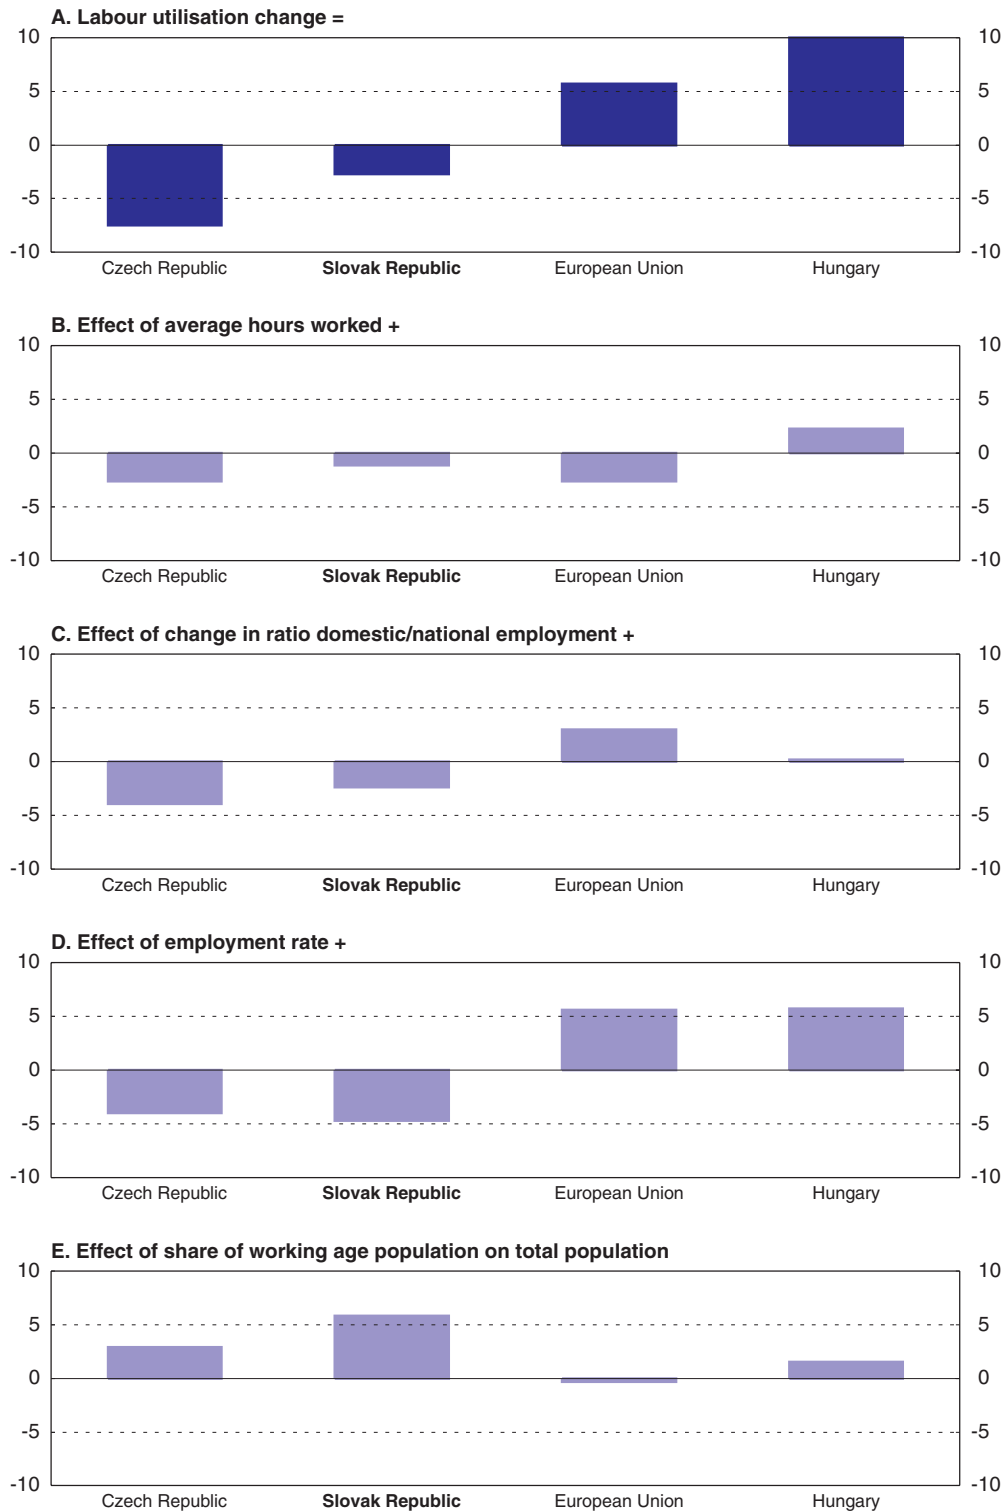 A. Labour utilisation change =
10 10
5 5
0 0
-5 -5
-10 -10
Czech Republic Slovak Republic European Union Hungary
B. Effect of average hours worked +
10 10
5 5
0 0
-5 -5
-10 -10
Czech Republic Slovak Republic European Union Hungary
C. Effect of change in ratio domestic/national employment +
10 10
5 5
0 0
-5 -5
-10 -10
Czech Republic Slovak Republic European Union Hungary
D. Effect of employment rate +
10 10
5 5
0 0
-5 -5
-10 -10
Czech Republic Slovak Republic European Union Hungary
E. Effect of share of working age population on total population
10 10
5 5
0 0
-5 -5
-10 -10
Czech Republic Slovak Republic European Union Hungary